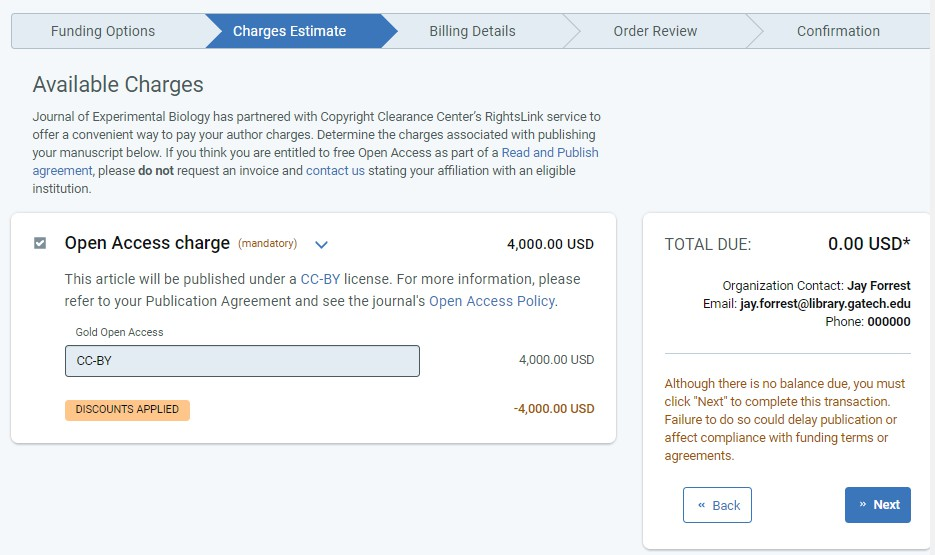 Funding Options
Charges Estimate
Billing Details
Order Review
Confirmation
Available Charges
Journal of Experimental Biology has partnered with Copyright Clearance Center's RightsLink service to
offer a convenient way to pay your author charges. Determine the charges associated with publishing
your manuscript below. If you think you are entitled to free Open Access as part of a Read and Publish
agreement, please do not request an invoice and contact us stating your affiliation with an eligible
institution.
Open Access charge (mandatory) 4,000.00 USD
This article will be published under a CC-BY license. For more information, please
refer to your Publication Agreement and see the journal's Open Access Policy.
Gold Open Access
CC-BY 4,000.00 USD
DISCOUNTS APPLIED -4,000.00 USD
TOTAL DUE: 0.00 USD*
Organization Contact: Jay Forrest
Email: jay.forrest@library.gatech.edu
Phone: 000000
Although there is no balance due, you must
click "Next" to complete this transaction.
Failure to do so could delay publication or
affect compliance with funding terms or
agreements.
« Back
» Next